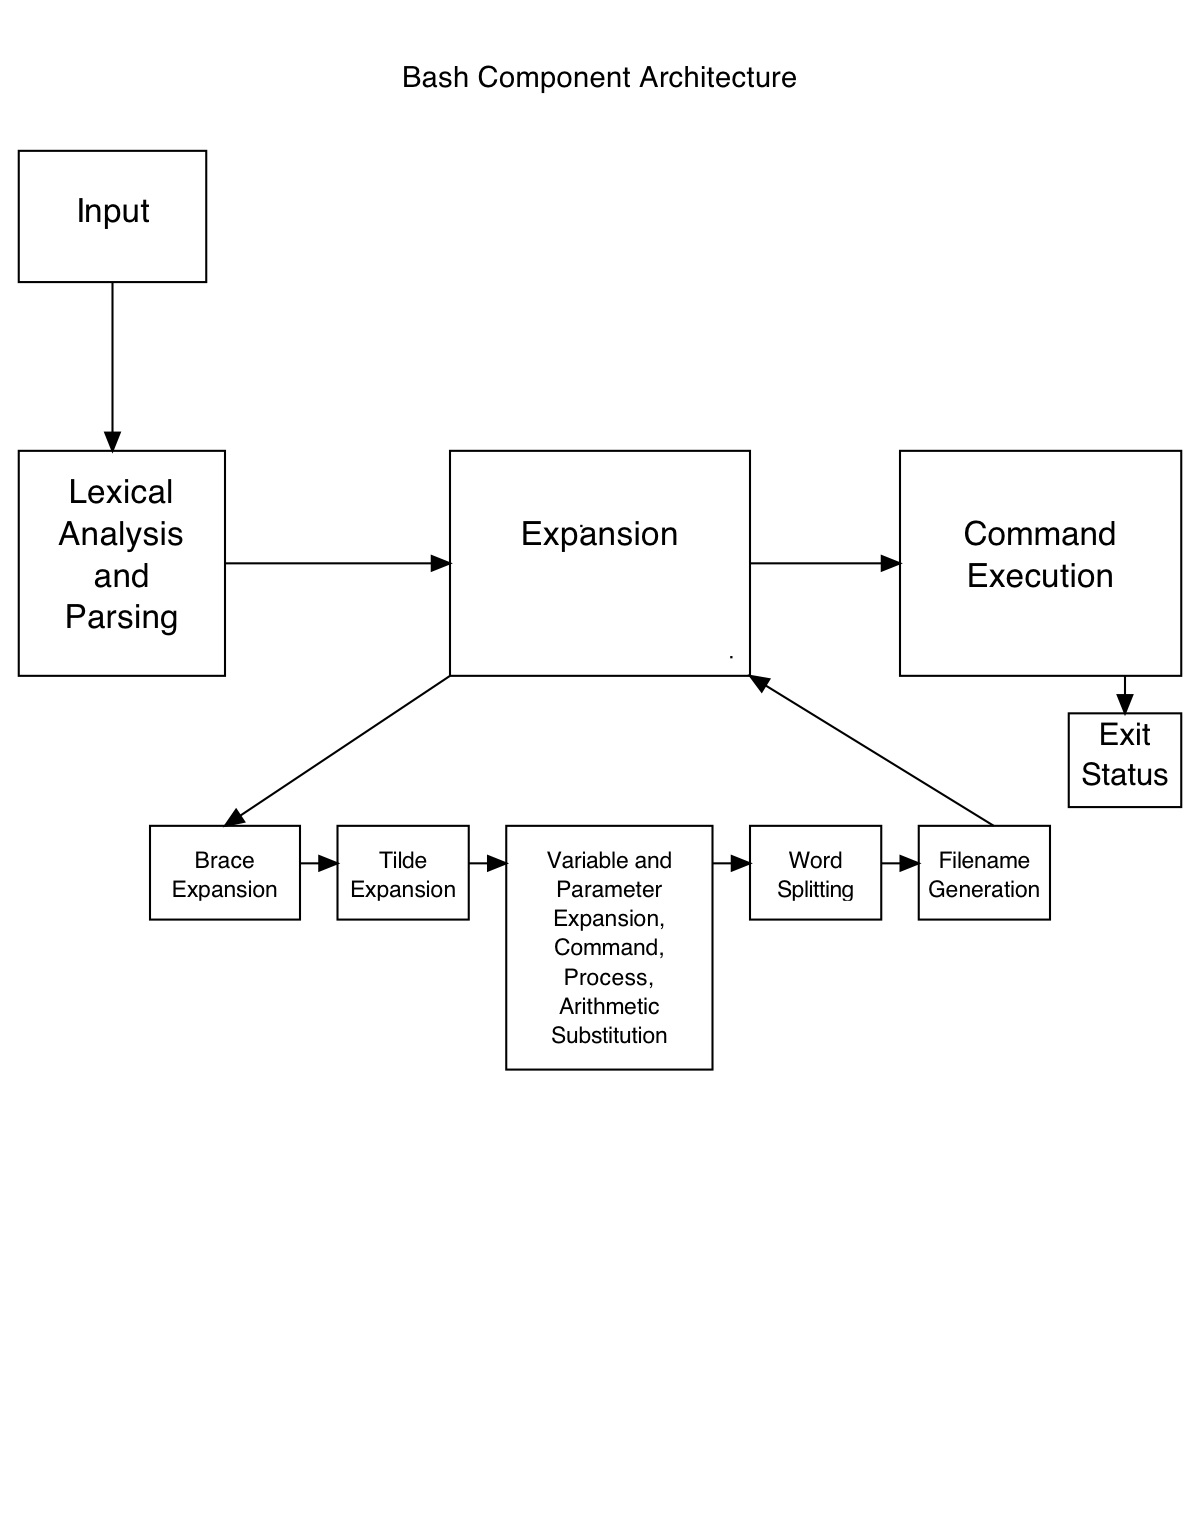 Bash Component Architecture
Input
Lexical
Analysis
and
Parsing
Expansion
Command
Execution
Exit
Status
Brace
Expansion
Tilde
Expansion
Variable and
Parameter
Expansion,
Command,
Process,
Arithmetic
Substitution
Word
Splitting
Filename
Generation